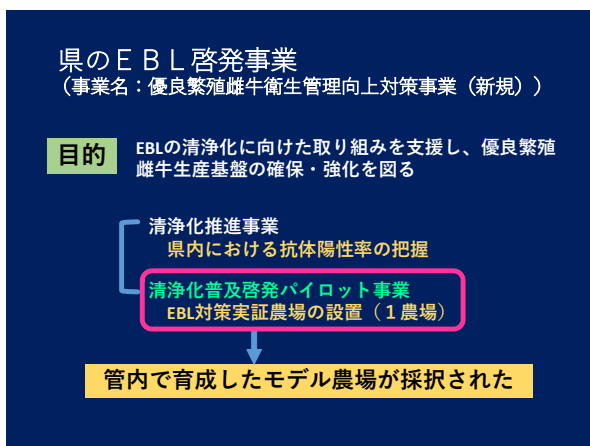 県のＥＢＬ啓発事業
（事業名：優良繁殖雌牛衛生管理向上対策事業（新規））
目的
EBLの清浄化に向けた取り組みを支援し、優良繁殖
雌牛生産基盤の確保・強化を図る
清浄化推進事業
県内における抗体陽性率の把握
清浄化普及啓発パイロット事業
EBL対策実証農場の設置（１農場）
管内で育成したモデル農場が採択された